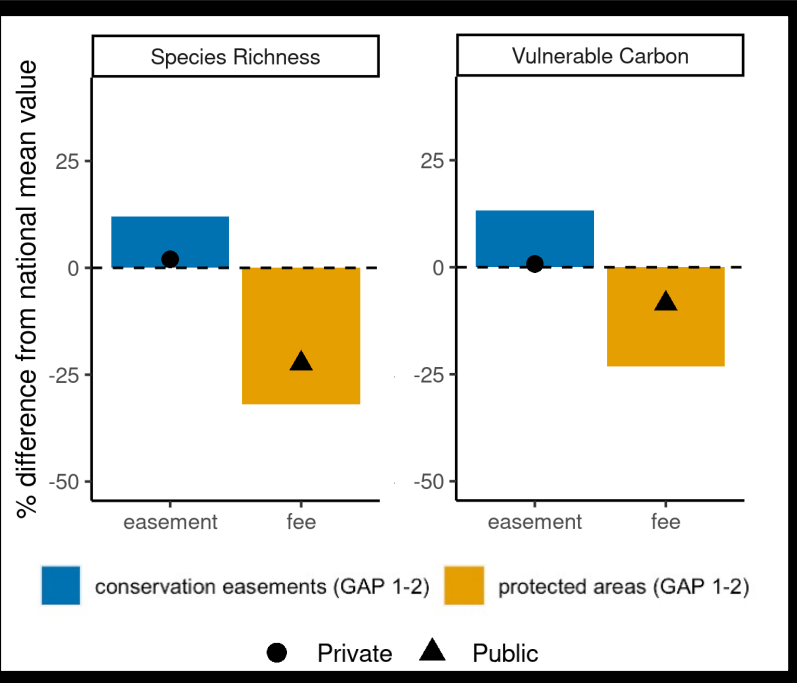 Species Richness
Vulnerable Carbon
% difference from national mean value
25
0
-25
-50
25
0
-25
-50
easement fee
easement fee
conservation easements (GAP 1-2) protected areas (GAP 1-2)
Private Public